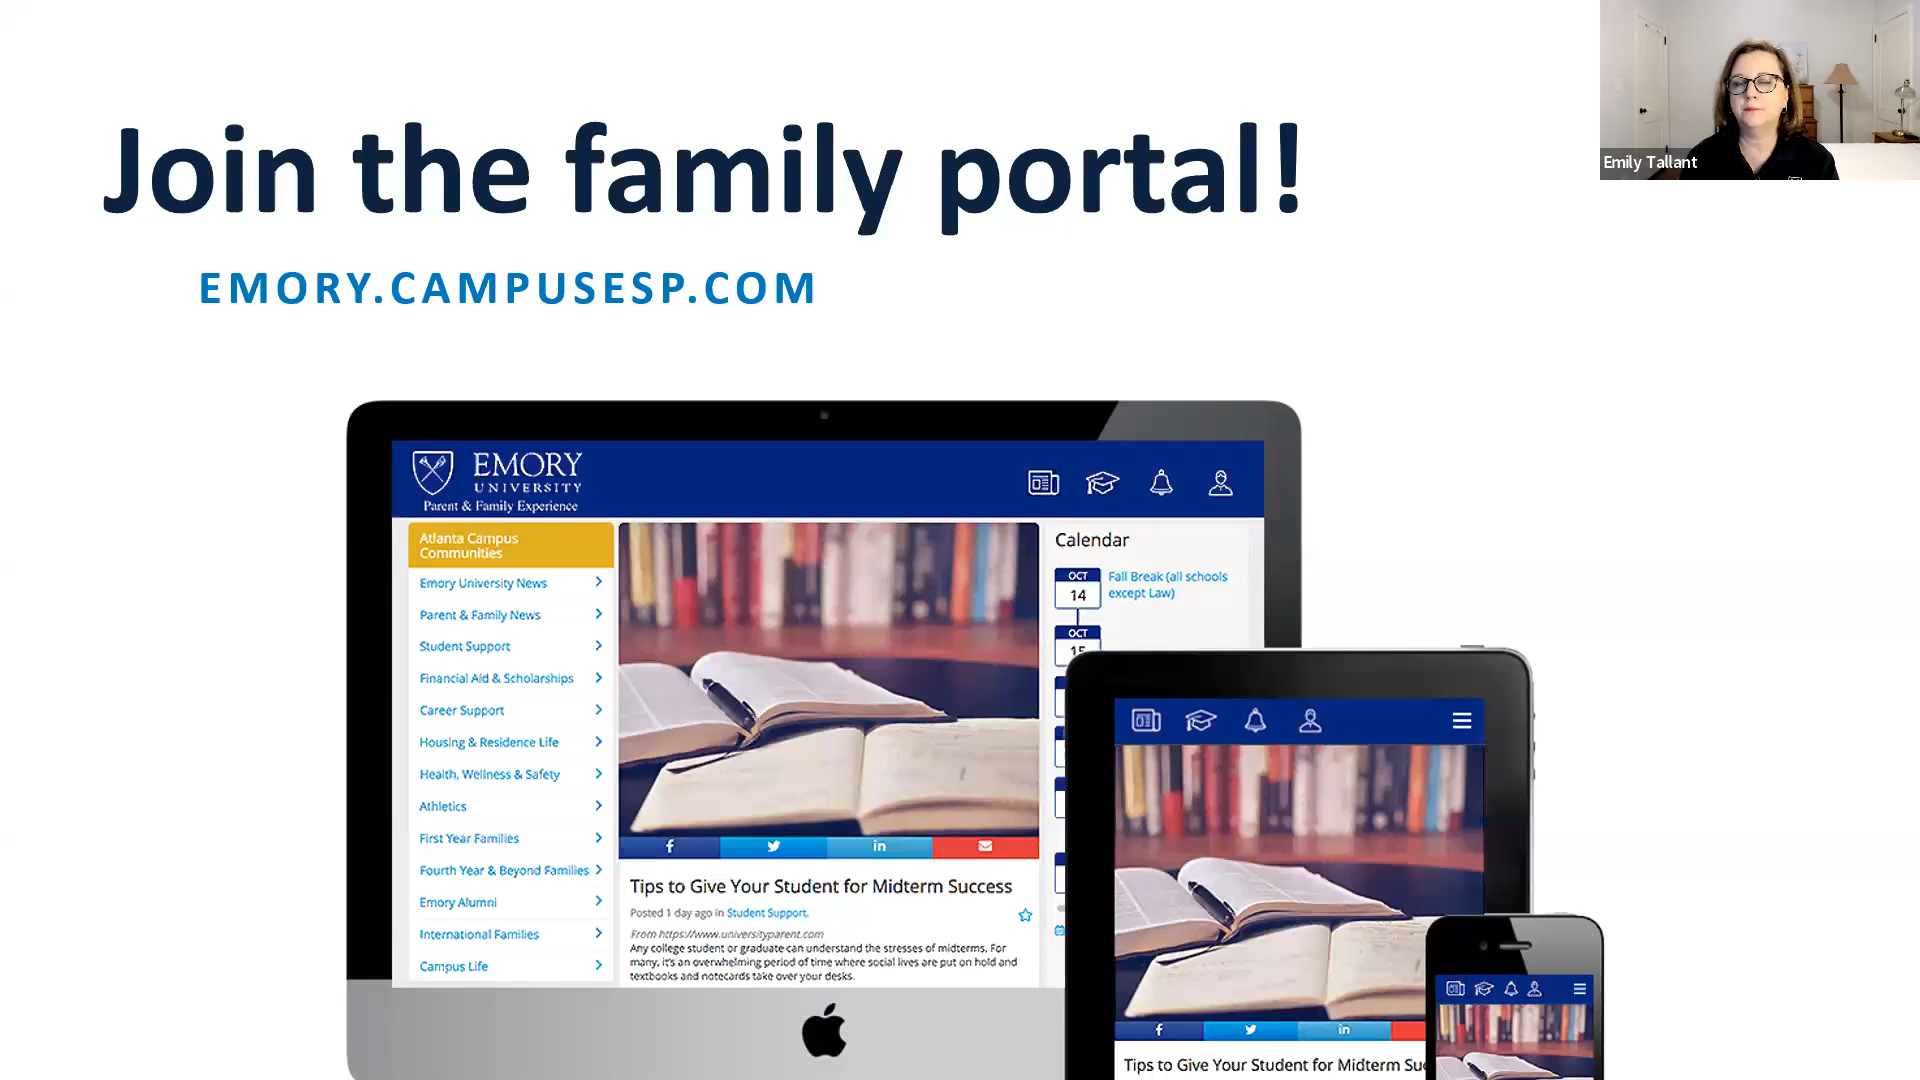 Join the family portal!
EMORY.CAMPUSESP.COM
Emily Tallant
EMORY
UNIVERSITY
Parent & Family Experience
Atlanta Campus
Communities
Emory University News
Parent & Family News
Student Support
Financial Aid & Scholarships
Career Support
Housing & Residence Life
Health, Wellness & Safety
Athletics
First Year Families
Fourth Year & Beyond Families
Emory Alumni
International Families
Campus Life
Tips to Give Your Student for Midterm Success
Posted 1 day ago in Student Support.
From https://www.universityparent.com
Any college student or graduate can understand the stresses of midterms. For
many, it's an overwhelming period of time where social lives are put on hold and
textbooks and notecards take over your desks.
Calendar
OCT
14
Fall Break (all schools
except Law)
OCT
15
Tips to Give Your Student for Midterm